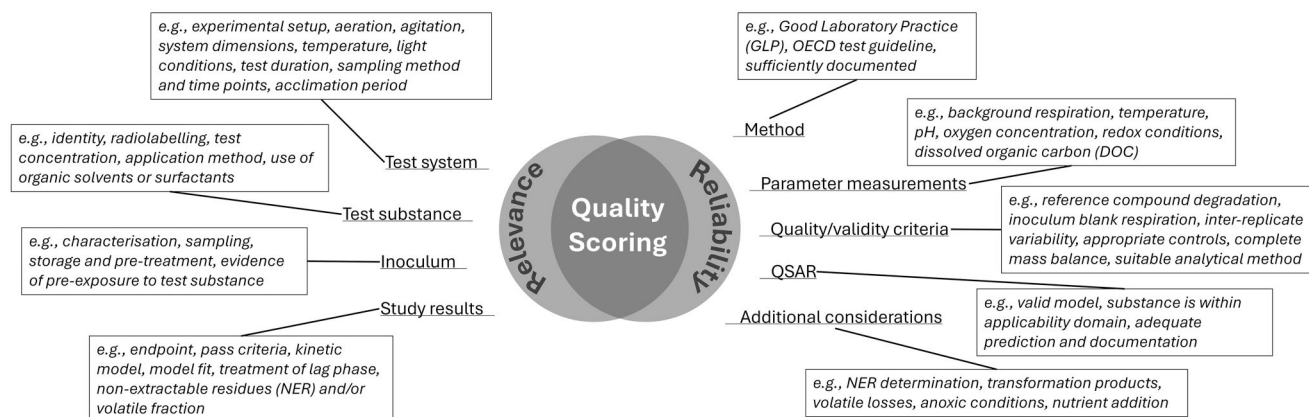 e.g., experimental setup, aeration, agitation,
system dimensions, temperature, light
conditions, test duration, sampling method
and time points, acclimation period
Test system
e.g., identity, radiolabelling, test
concentration, application method, use of
organic solvents or surfactants
Test substance
e.g., characterisation, sampling,
storage and pre-treatment, evidence
of pre-exposure to test substance
Inoculum
Study results
e.g., endpoint, pass criteria, kinetic
model, model fit, treatment of lag phase,
non-extractable residues (NER) and/or
volatile fraction
Relevance
Quality
Scoring
Reliability
e.g., Good Laboratory Practice
(GLP), OECD test guideline,
sufficiently documented
Method
e.g., background respiration, temperature,
pH, oxygen concentration, redox conditions,
dissolved organic carbon (DOC)
Parameter measurements
e.g., reference compound degradation,
inoculum blank respiration, inter-replicate
variability, appropriate controls, complete
mass balance, suitable analytical method
Quality/validity criteria
QSAR
e.g., valid model, substance is within
applicability domain, adequate
prediction and documentation
Additional considerations
e.g., NER determination, transformation products,
volatile losses, anoxic conditions, nutrient addition